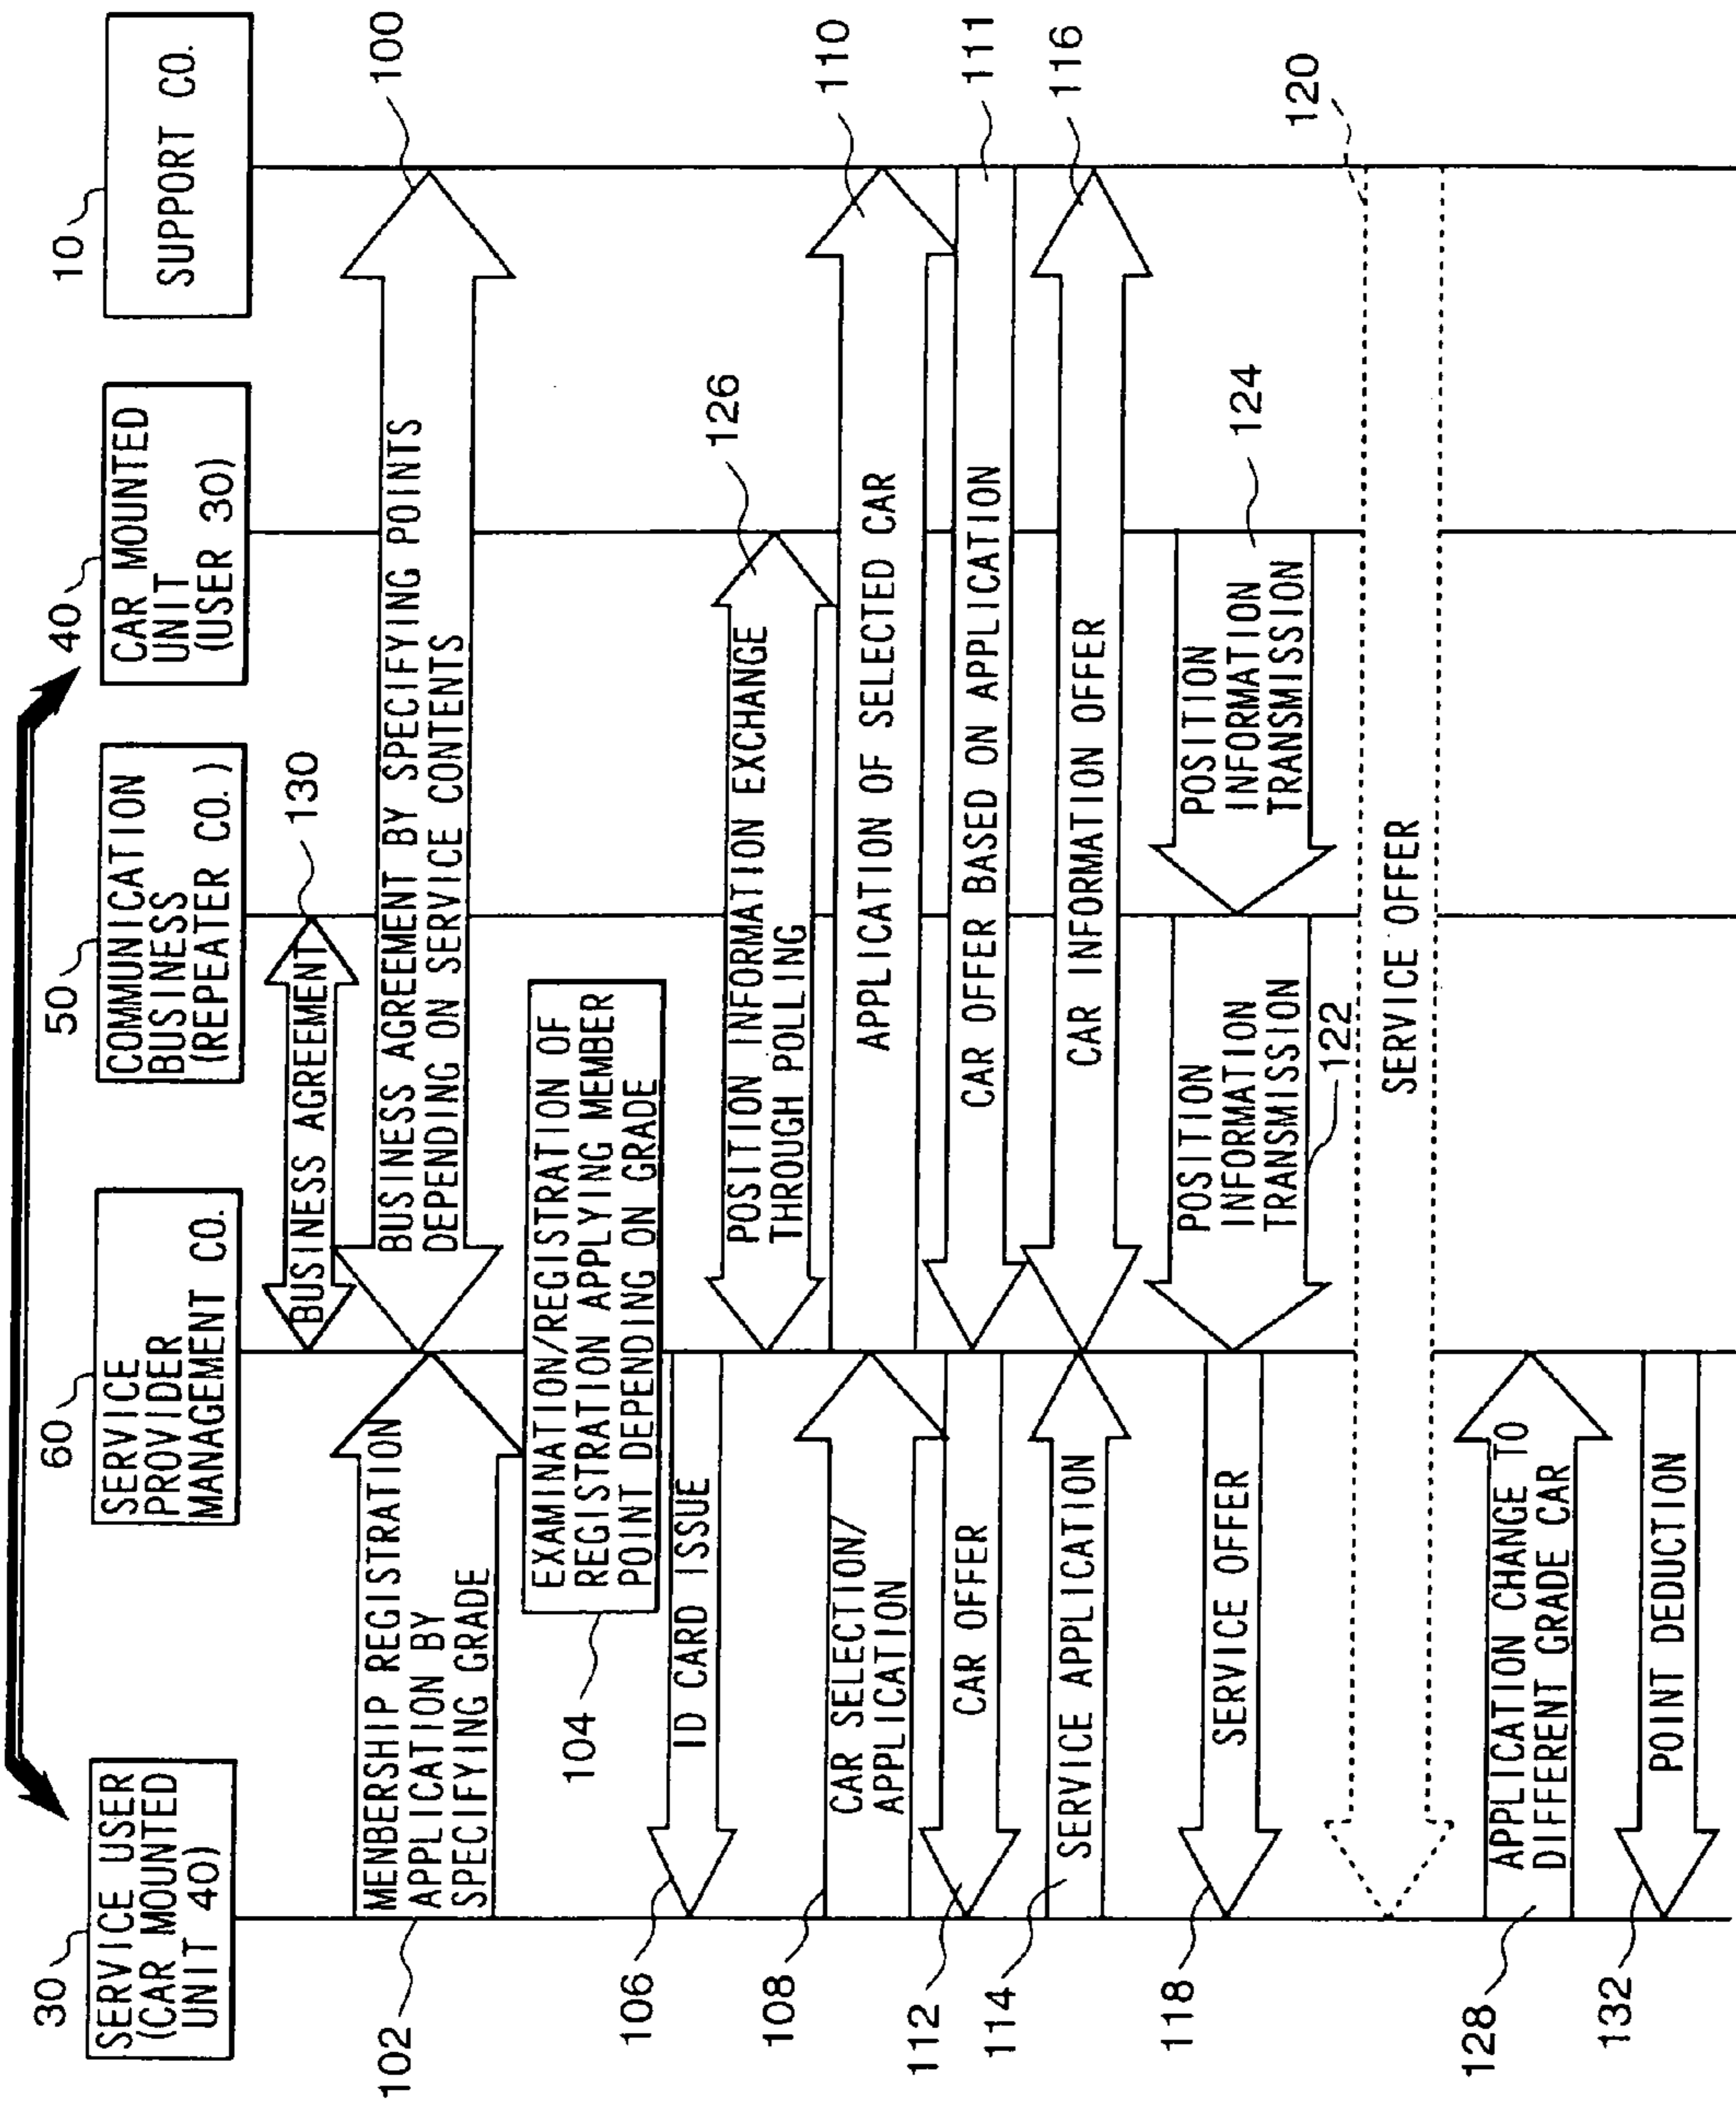 30
SERVICE USER
(CAR MOUNTED
UNIT 40)
60
SERVICE
PROVIDER
MANAGEMENT CO.
50
COMMUNICATION
BUSINESS
(REPEATER CO.)
40
CAR MOUNTED
UNIT
(USER 30)
10
SUPPORT CO.
BUSINESS AGREEMENT
130
102
MENBERSHIP REGISTRATION
APPLICATION BY
SPECIFYING GRADE
BUSINESS AGREEMENT BY SPECIFYING POINTS
DEPENDING ON SERVICE CONTENTS
100
104
EXAMINATION/REGISTRATION OF
REGISTRATION APPLYING MEMBER
POINT DEPENDING ON GRADE
106
ID CARD ISSUE
POSITION INFORMATION EXCHANGE
THROUGH POLLING
126
108
CAR SELECTION/
APPLICATION
APPLICATION OF SELECTED CAR
110
112
CAR OFFER
CAR OFFER BASED ON APPLICATION
111
114
SERVICE APPLICATION
CAR INFORMATION OFFER
116
118
SERVICE OFFER
POSITION
INFORMATION
TRANSMISSION
122
POSITION
INFORMATION
TRANSMISSION
124
SERVICE OFFER
120
128
APPLICATION CHANGE TO
DIFFERENT GRADE CAR
132
POINT DEDUCTION